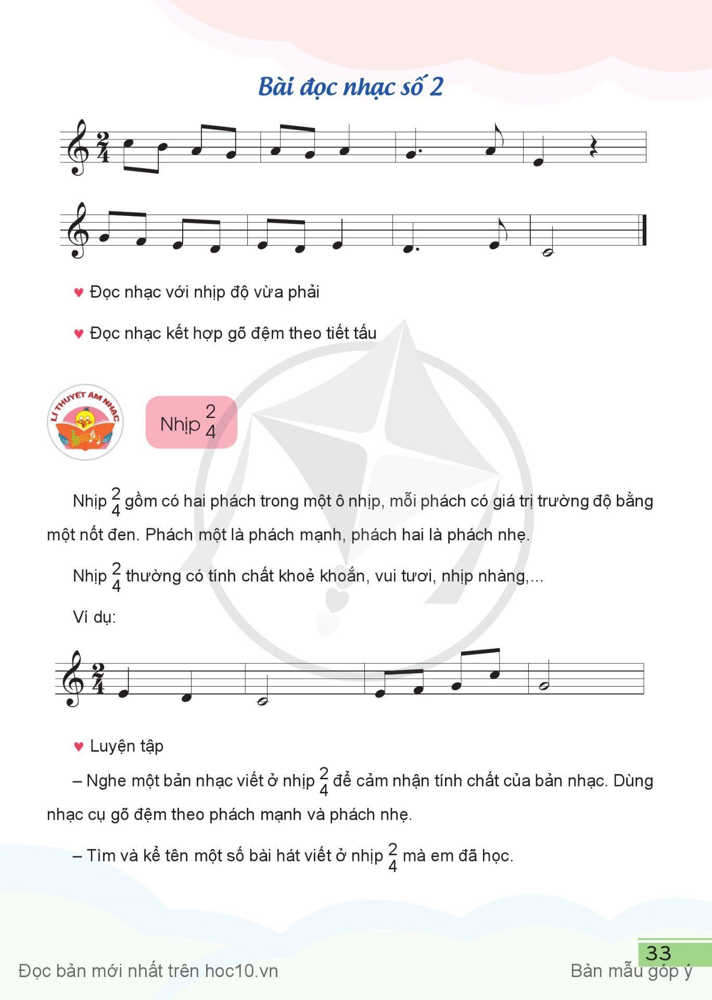 Bài đọc nhạc số 2
2
4
♥ Đọc nhạc với nhịp độ vừa phải
♥ Đọc nhạc kết hợp gõ đệm theo tiết tấu
LÍ THUYẾT ÂM NHẠC
Nhịp 2/4
Nhịp 2/4 gồm có hai phách trong một ô nhịp, mỗi phách có giá trị trường độ bằng
một nốt đen. Phách một là phách mạnh, phách hai là phách nhẹ.
Nhịp 2/4 thường có tính chất khoẻ khoắn, vui tươi, nhịp nhàng,...
Ví dụ:
2
4
♥ Luyện tập
– Nghe một bản nhạc viết ở nhịp 2/4 để cảm nhận tính chất của bản nhạc. Dùng
nhạc cụ gõ đệm theo phách mạnh và phách nhẹ.
– Tìm và kể tên một số bài hát viết ở nhịp 2/4 mà em đã học.
33
Đọc bản mới nhất trên hoc10.vn
Bản mẫu góp ý